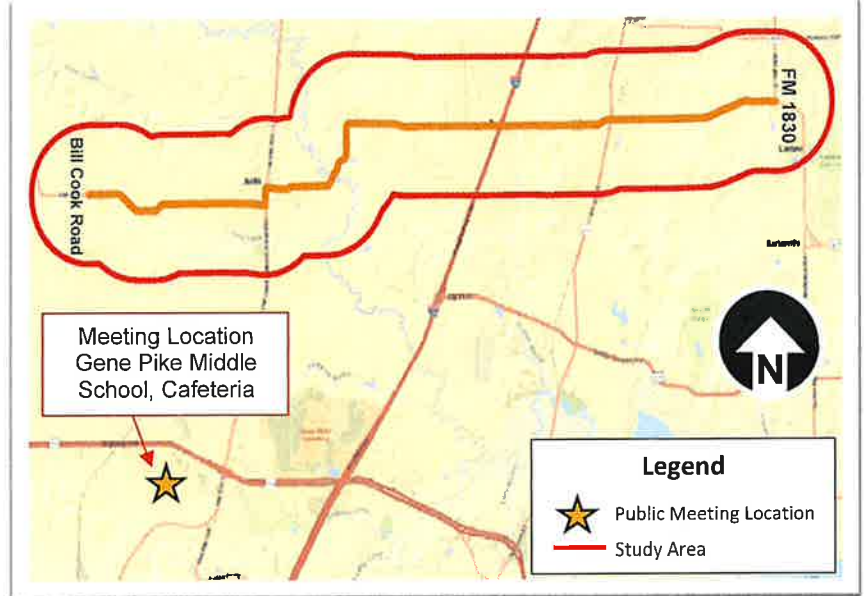 FM 1830
Bill Cook Road
Meeting Location
Gene Pike Middle
School, Cafeteria
N
Legend
Public Meeting Location
Study Area